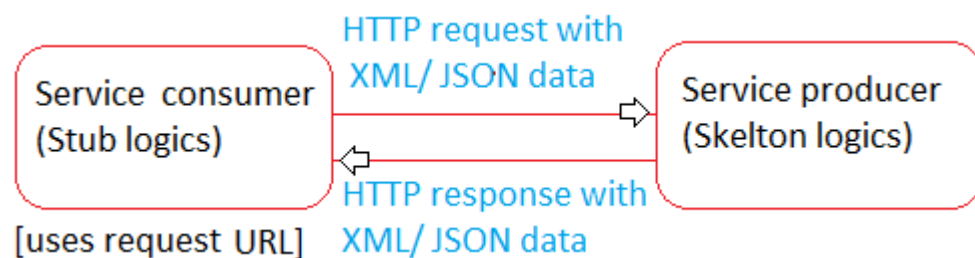 HTTP request with
XML/ JSON data
Service consumer
(Stub logics)
Service producer
(Skelton logics)
HTTP response with
XML/ JSON data
[uses request URL]